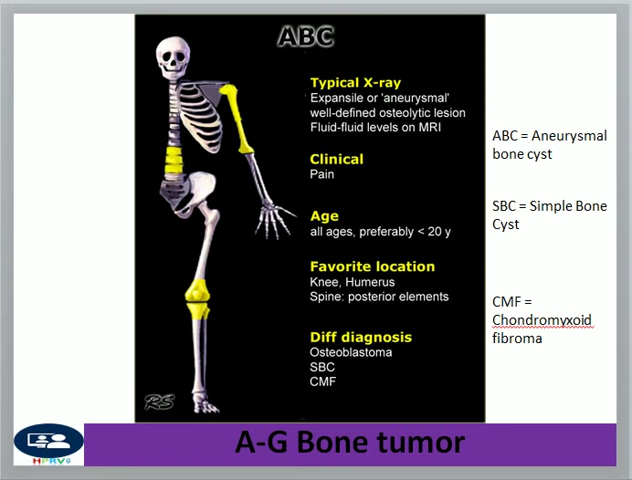 ABC
Typical X-ray
Expansile or 'aneurysmal'
well-defined osteolytic lesion
Fluid-fluid levels on MRI
Clinical
Pain
Age
all ages, preferably < 20 y
Favorite location
Knee, Humerus
Spine: posterior elements
Diff diagnosis
Osteoblastoma
SBC
CMF
RS
ABC = Aneurysmal
bone cyst
SBC = Simple Bone
Cyst
CMF =
Chondromyxoid
fibroma
A-G Bone tumor